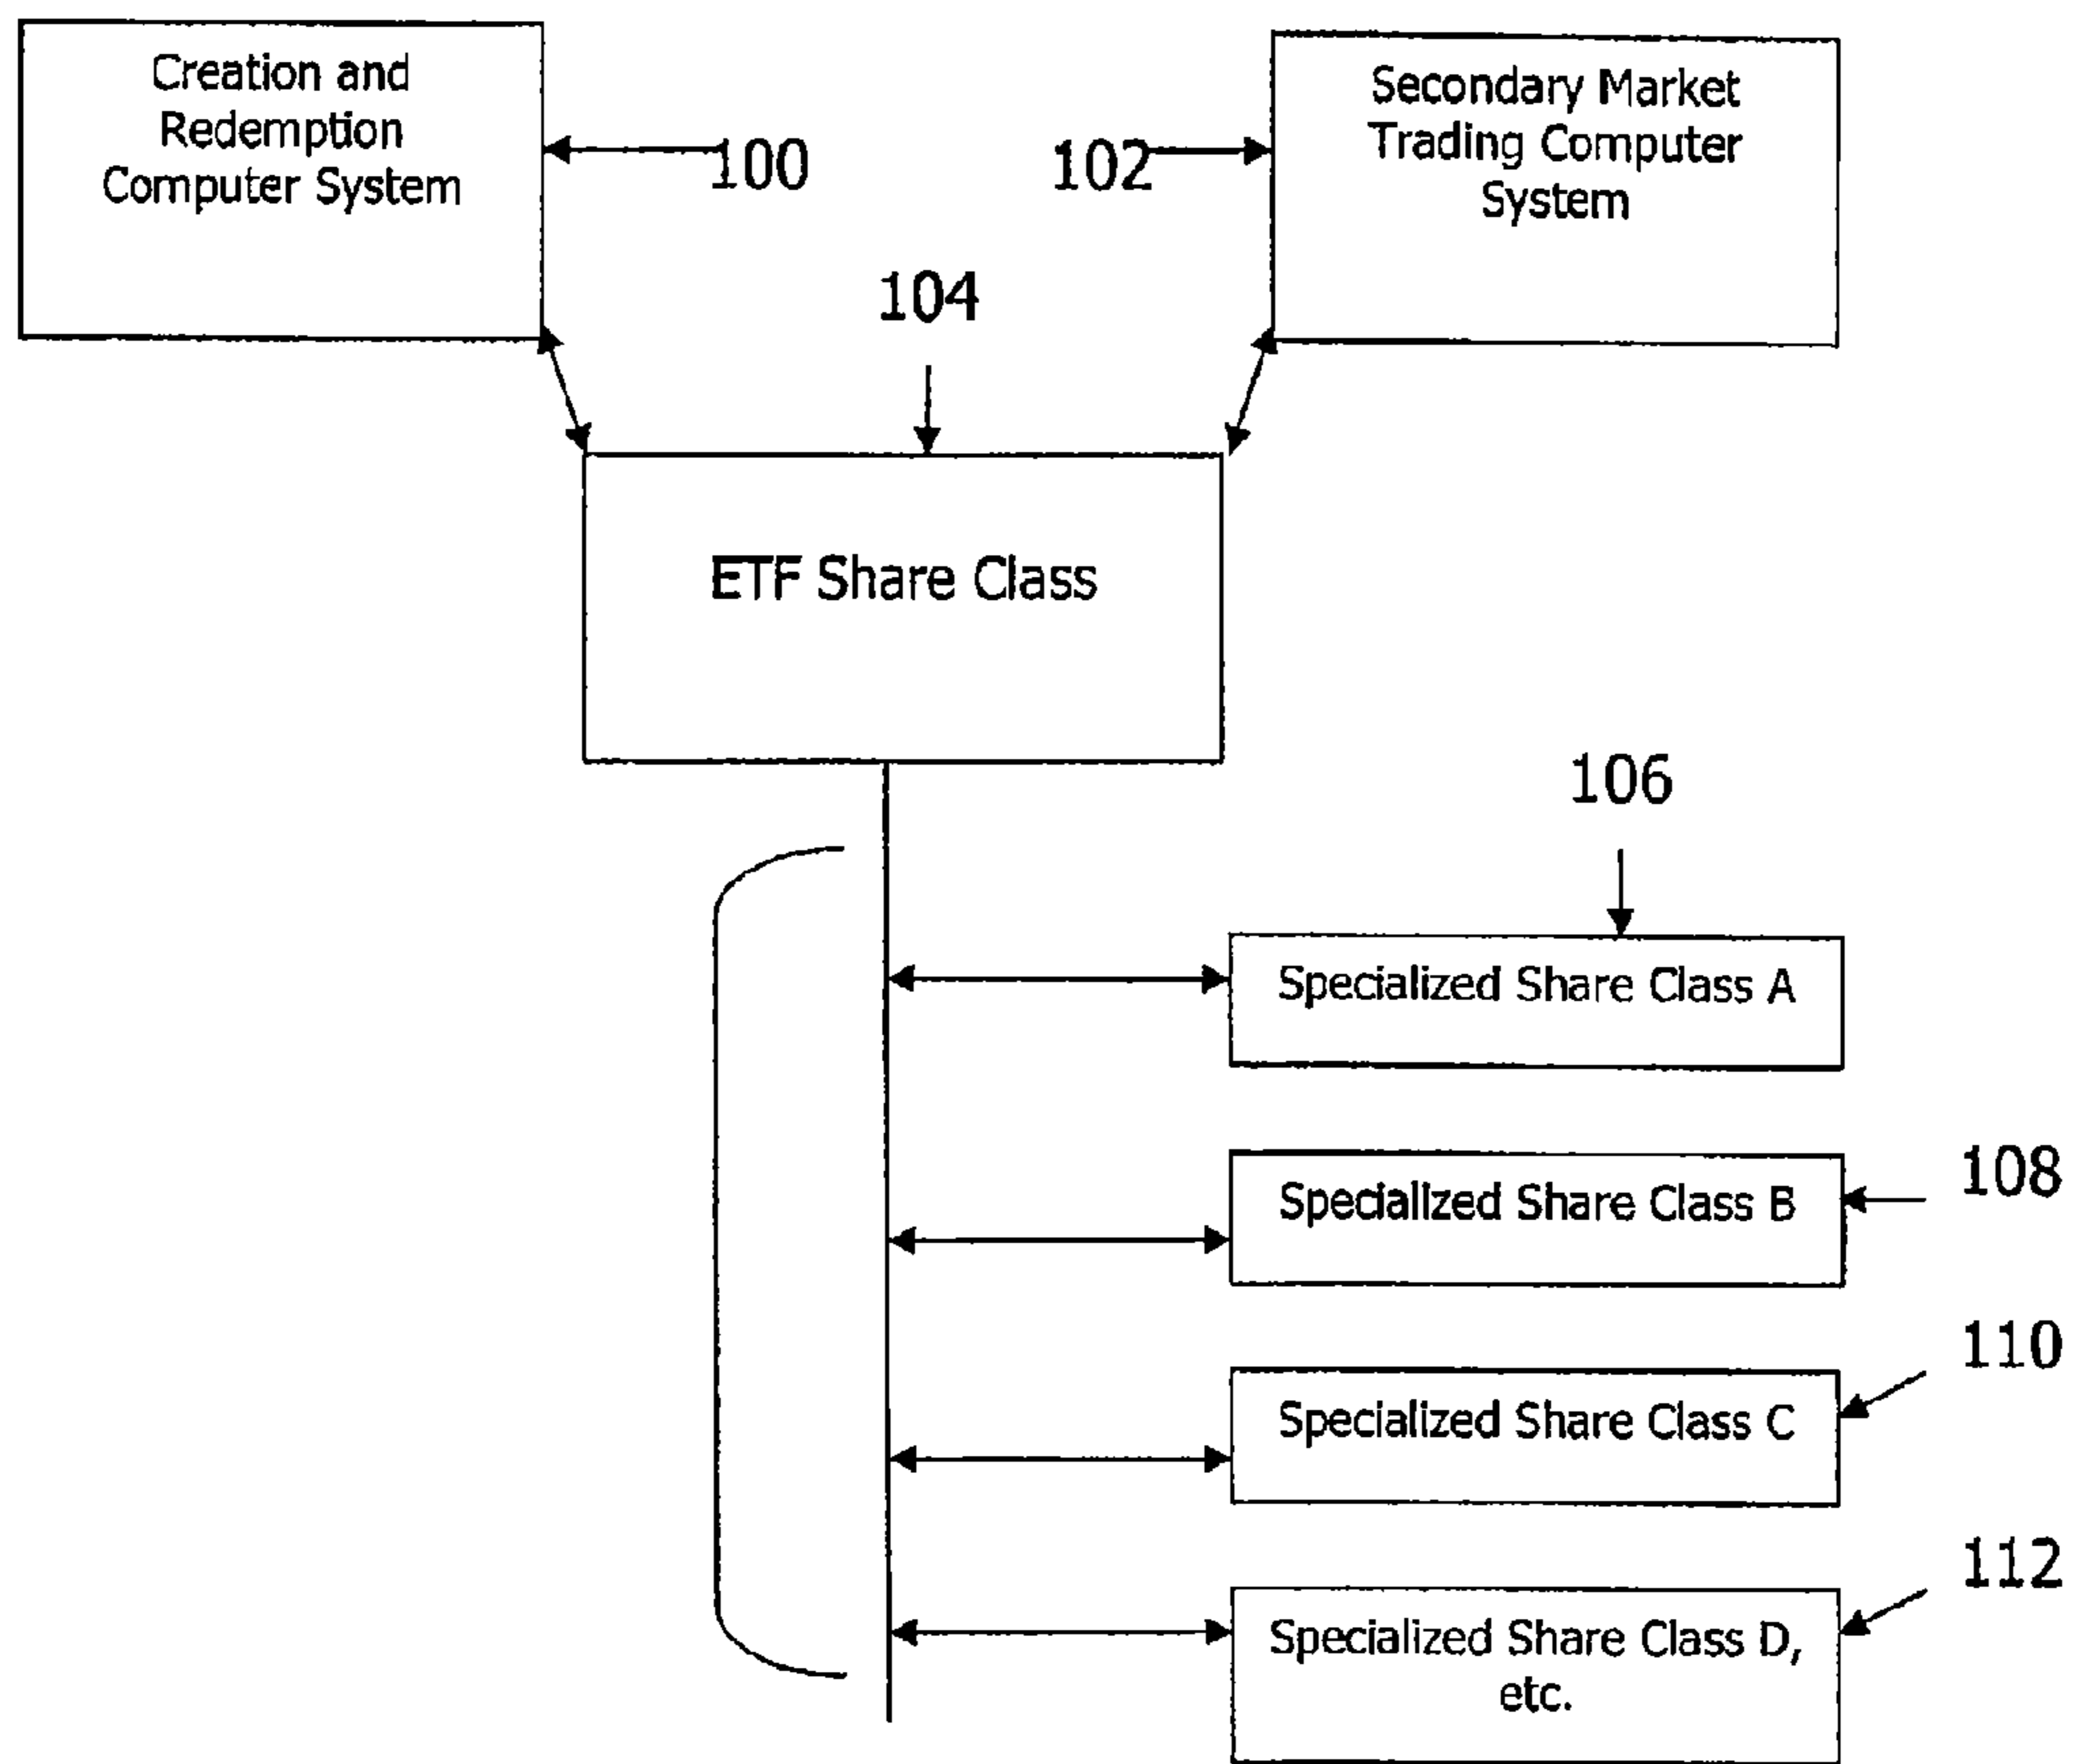 Creation and
Redemption
Computer System
100
102
Secondary Market
Trading Computer
System
104
ETF Share Class
106
Specialized Share Class A
Specialized Share Class B
108
Specialized Share Class C
110
Specialized Share Class D,
etc.
112